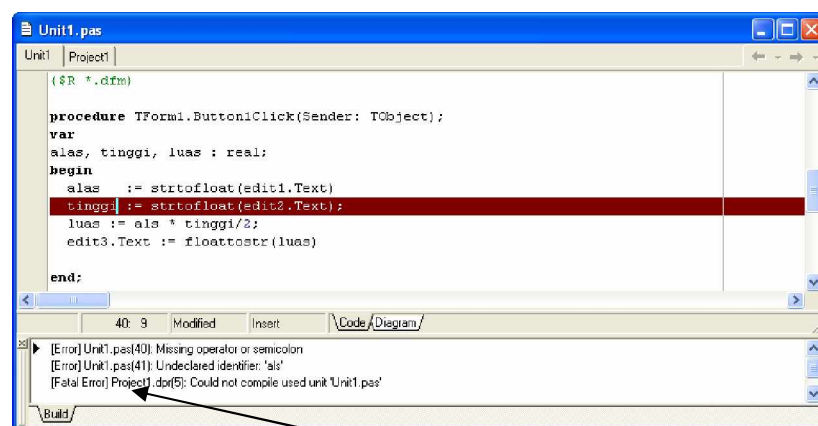 Unit1.pas
Unit1 Project1
{$R *.dfm}
procedure TForm1.Button1Click(Sender: TObject);
var
alas, tinggi, luas : real;
begin
alas := strtofloat(edit1.Text)
tinggi := strtofloat(edit2.Text);
luas := als * tinggi/2;
edit3.Text := floattostr(luas)
end;
40: 9 Modified Insert Code Diagram
[Error] Unit1.pas(40): Missing operator or semicolon
[Error] Unit1.pas(41): Undeclared identifier: 'als'
[Fatal Error] Project1.dpr(5): Could not compile used unit 'Unit1.pas'
Build